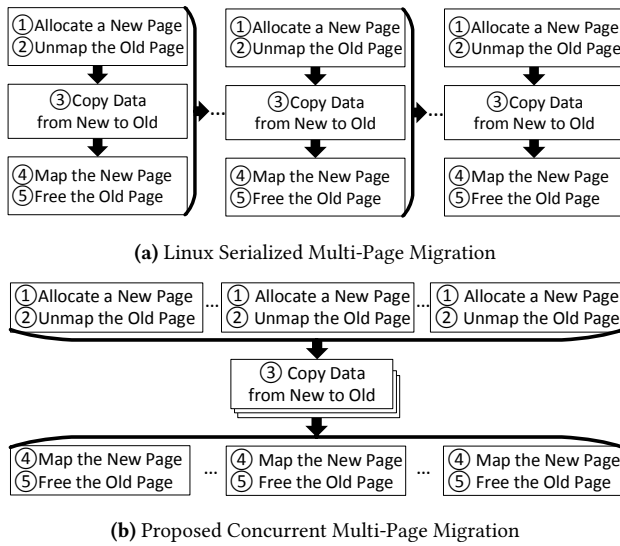 ①Allocate a New Page
②Unmap the Old Page
③Copy Data
from New to Old
④Map the New Page
⑤Free the Old Page
...
①Allocate a New Page
②Unmap the Old Page
③Copy Data
from New to Old
④Map the New Page
⑤Free the Old Page
...
①Allocate a New Page
②Unmap the Old Page
③Copy Data
from New to Old
④Map the New Page
⑤Free the Old Page
(a) Linux Serialized Multi-Page Migration
①Allocate a New Page
②Unmap the Old Page
...
① Allocate a New Page
② Unmap the Old Page
...
① Allocate a New Page
② Unmap the Old Page
③ Copy Data
from New to Old
④Map the New Page
⑤Free the Old Page
...
④ Map the New Page
⑤ Free the Old Page
...
④ Map the New Page
⑤ Free the Old Page
(b) Proposed Concurrent Multi-Page Migration